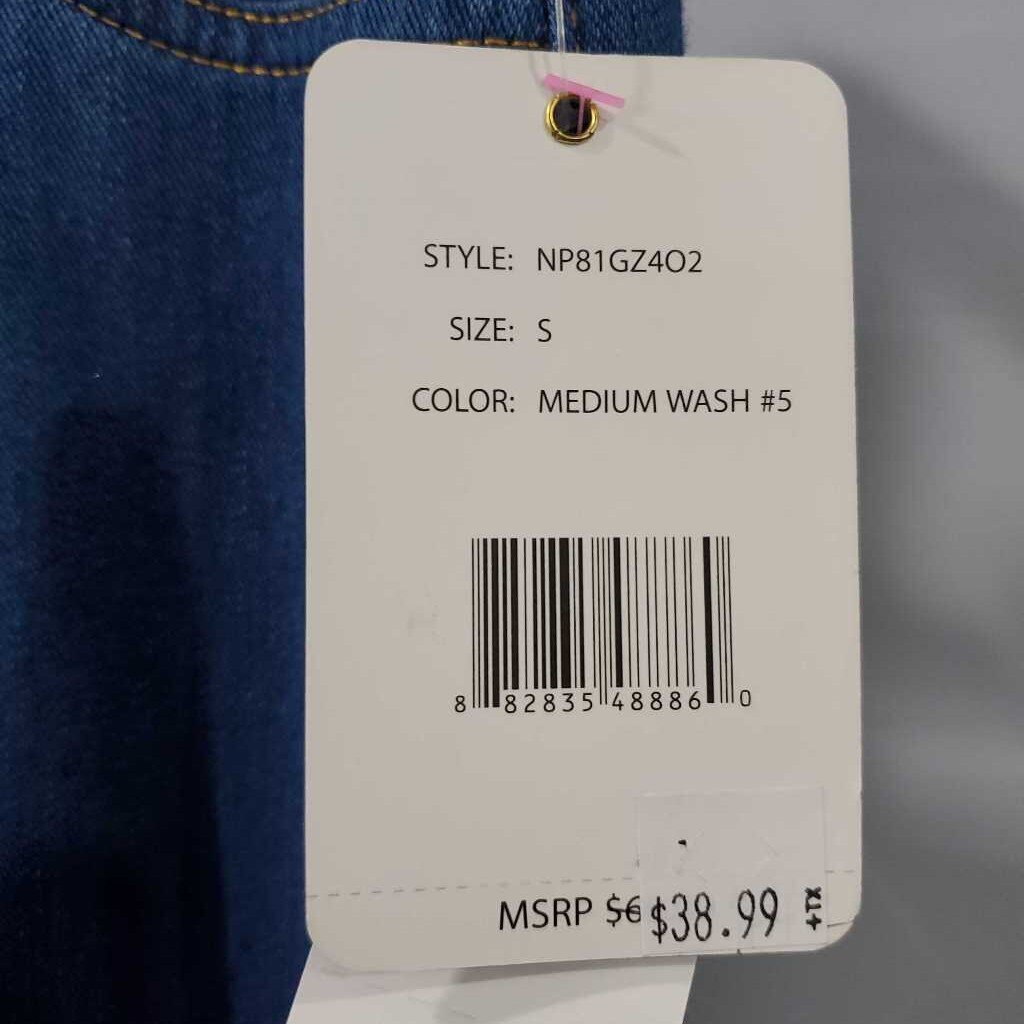 STYLE: NP81GZ4O2
SIZE: S
COLOR: MEDIUM WASH #5
8 82835 48886 0
MSRP $6 $38.99 +TX